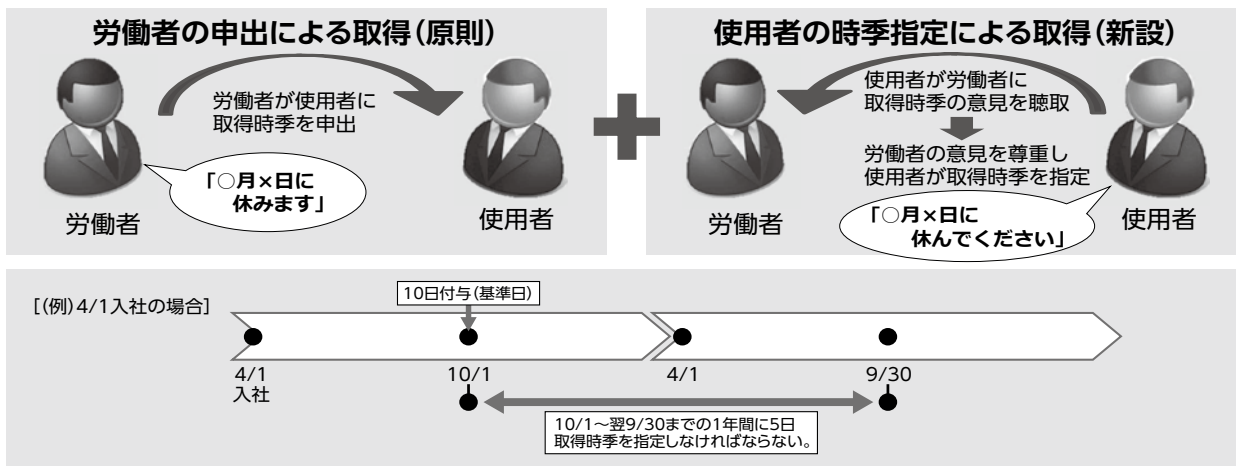 労働者の申出による取得(原則)
労働者が使用者に
取得時季を申出
「○月×日に
休みます」
労働者
使用者
使用者の時季指定による取得(新設)
使用者が労働者に
取得時季の意見を聴取
労働者の意見を尊重し
使用者が取得時季を指定
「○月×日に
休んでください」
労働者
使用者
[(例)4/1入社の場合]
10日付与(基準日)
4/1
入社
10/1
4/1
9/30
10/1~翌9/30までの1年間に5日
取得時季を指定しなければならない。